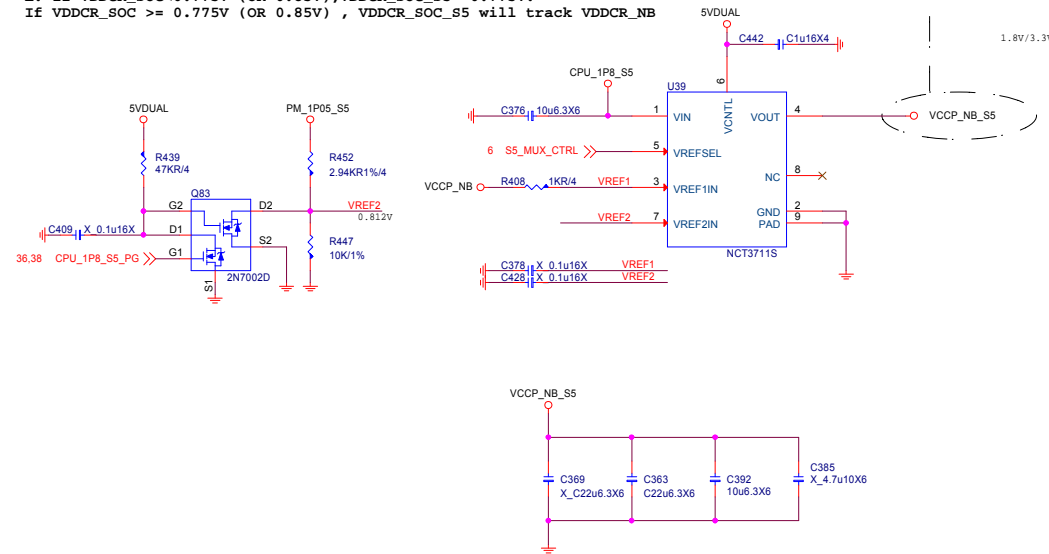 If VDDCR_SOC >= 0.775V (OR 0.85V) , VDDCR_SOC_S5 will track VDDCR_NB
5VDUAL
C442
C1u16X4
1.8V/3.3V
CPU_1P8_S5
U39
6
C376
10u6.3X6
1
VIN
VCNTL
VOUT
4
VCCP_NB_S5
5VDUAL
PM_1P05_S5
6 S5_MUX_CTRL
5
VREFSEL
R439
47KR/4
R452
2.94KR1%/4
NC
8
VCCP_NB
R408
1KR/4
VREF1
3
VREF1IN
Q83
G2
D2
VREF2
0.812V
VREF2
7
VREF2IN
GND
2
PAD
9
C409
X_0.1u16X
D1
S2
R447
10K/1%
36,38 CPU_1P8_S5_PG
G1
NCT3711S
2N7002D
S1
C378
X_0.1u16X
VREF1
C428
X_0.1u16X
VREF2
VCCP_NB_S5
C369
X_C22u6.3X6
C363
C22u6.3X6
C392
10u6.3X6
C385
X_4.7u10X6